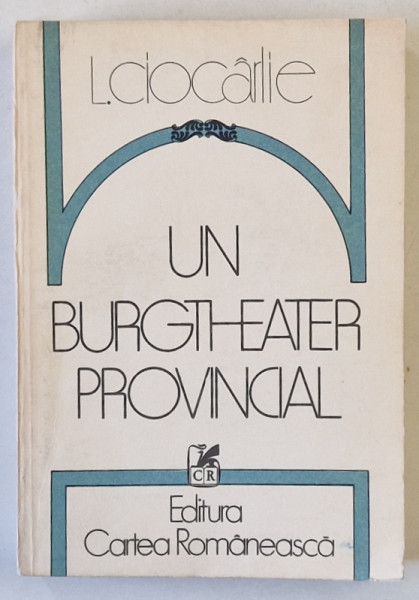 L. ciocârlie
UN
BURGTHEATER
PROVINCIAL
CR
Editura
Cartea Românească